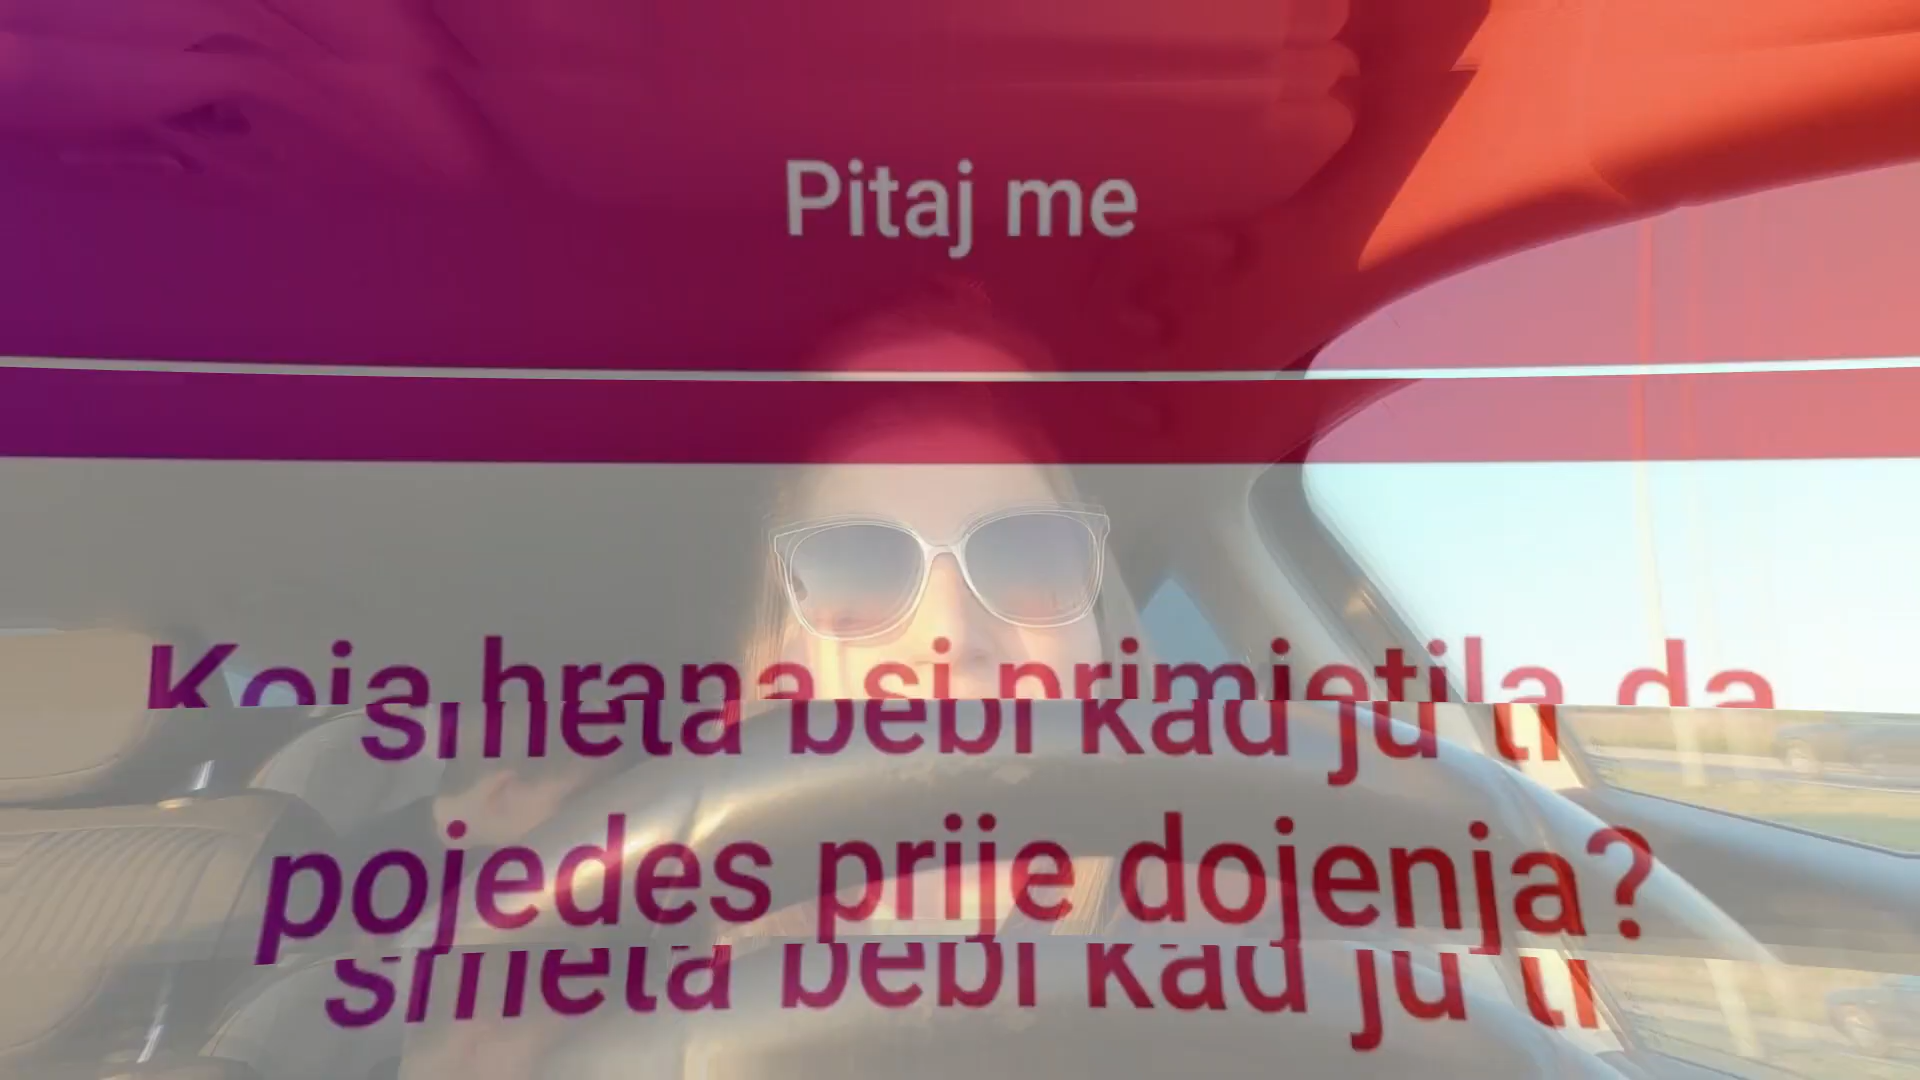 Pitaj me
Koja hrana si primjetila da
smeta bebi kad ju ti
pojedes prije dojenja?
smeta bebi kad ju ti